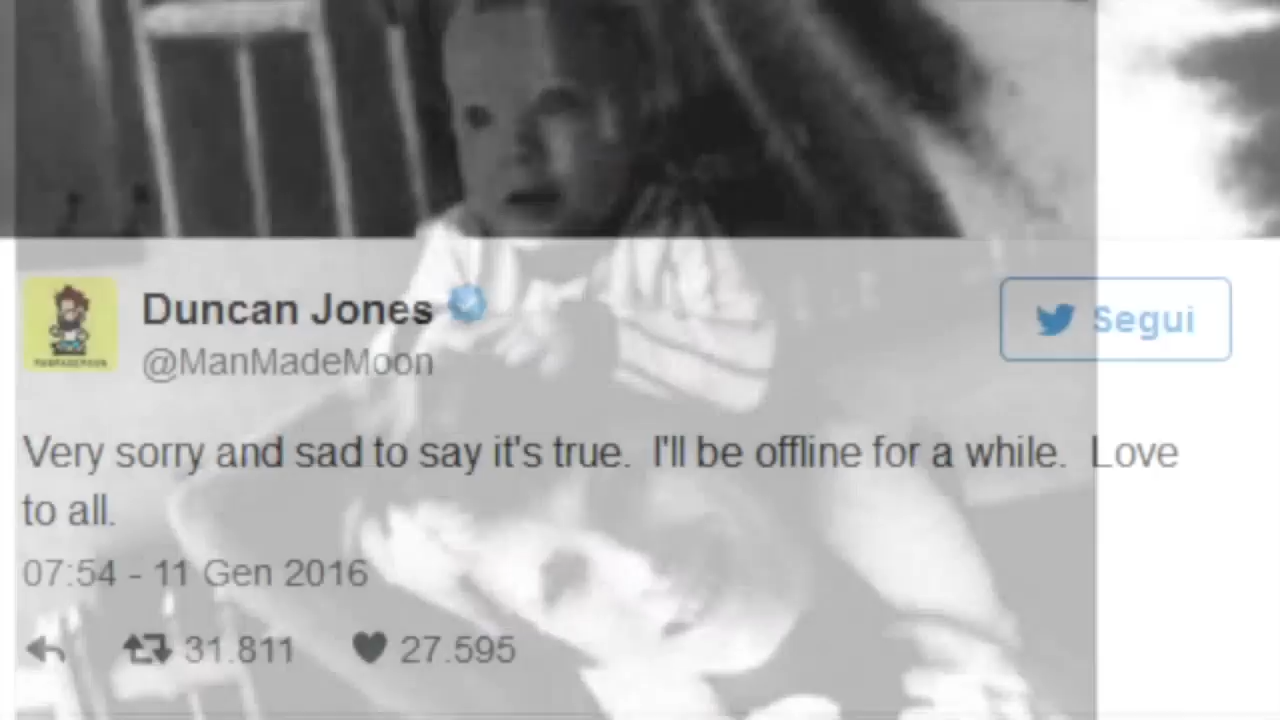 Duncan Jones
@ManMadeMoon
Segui
Very sorry and sad to say it's true. I'll be offline for a while. Love
to all.
07:54 - 11 Gen 2016
31.811 27.595